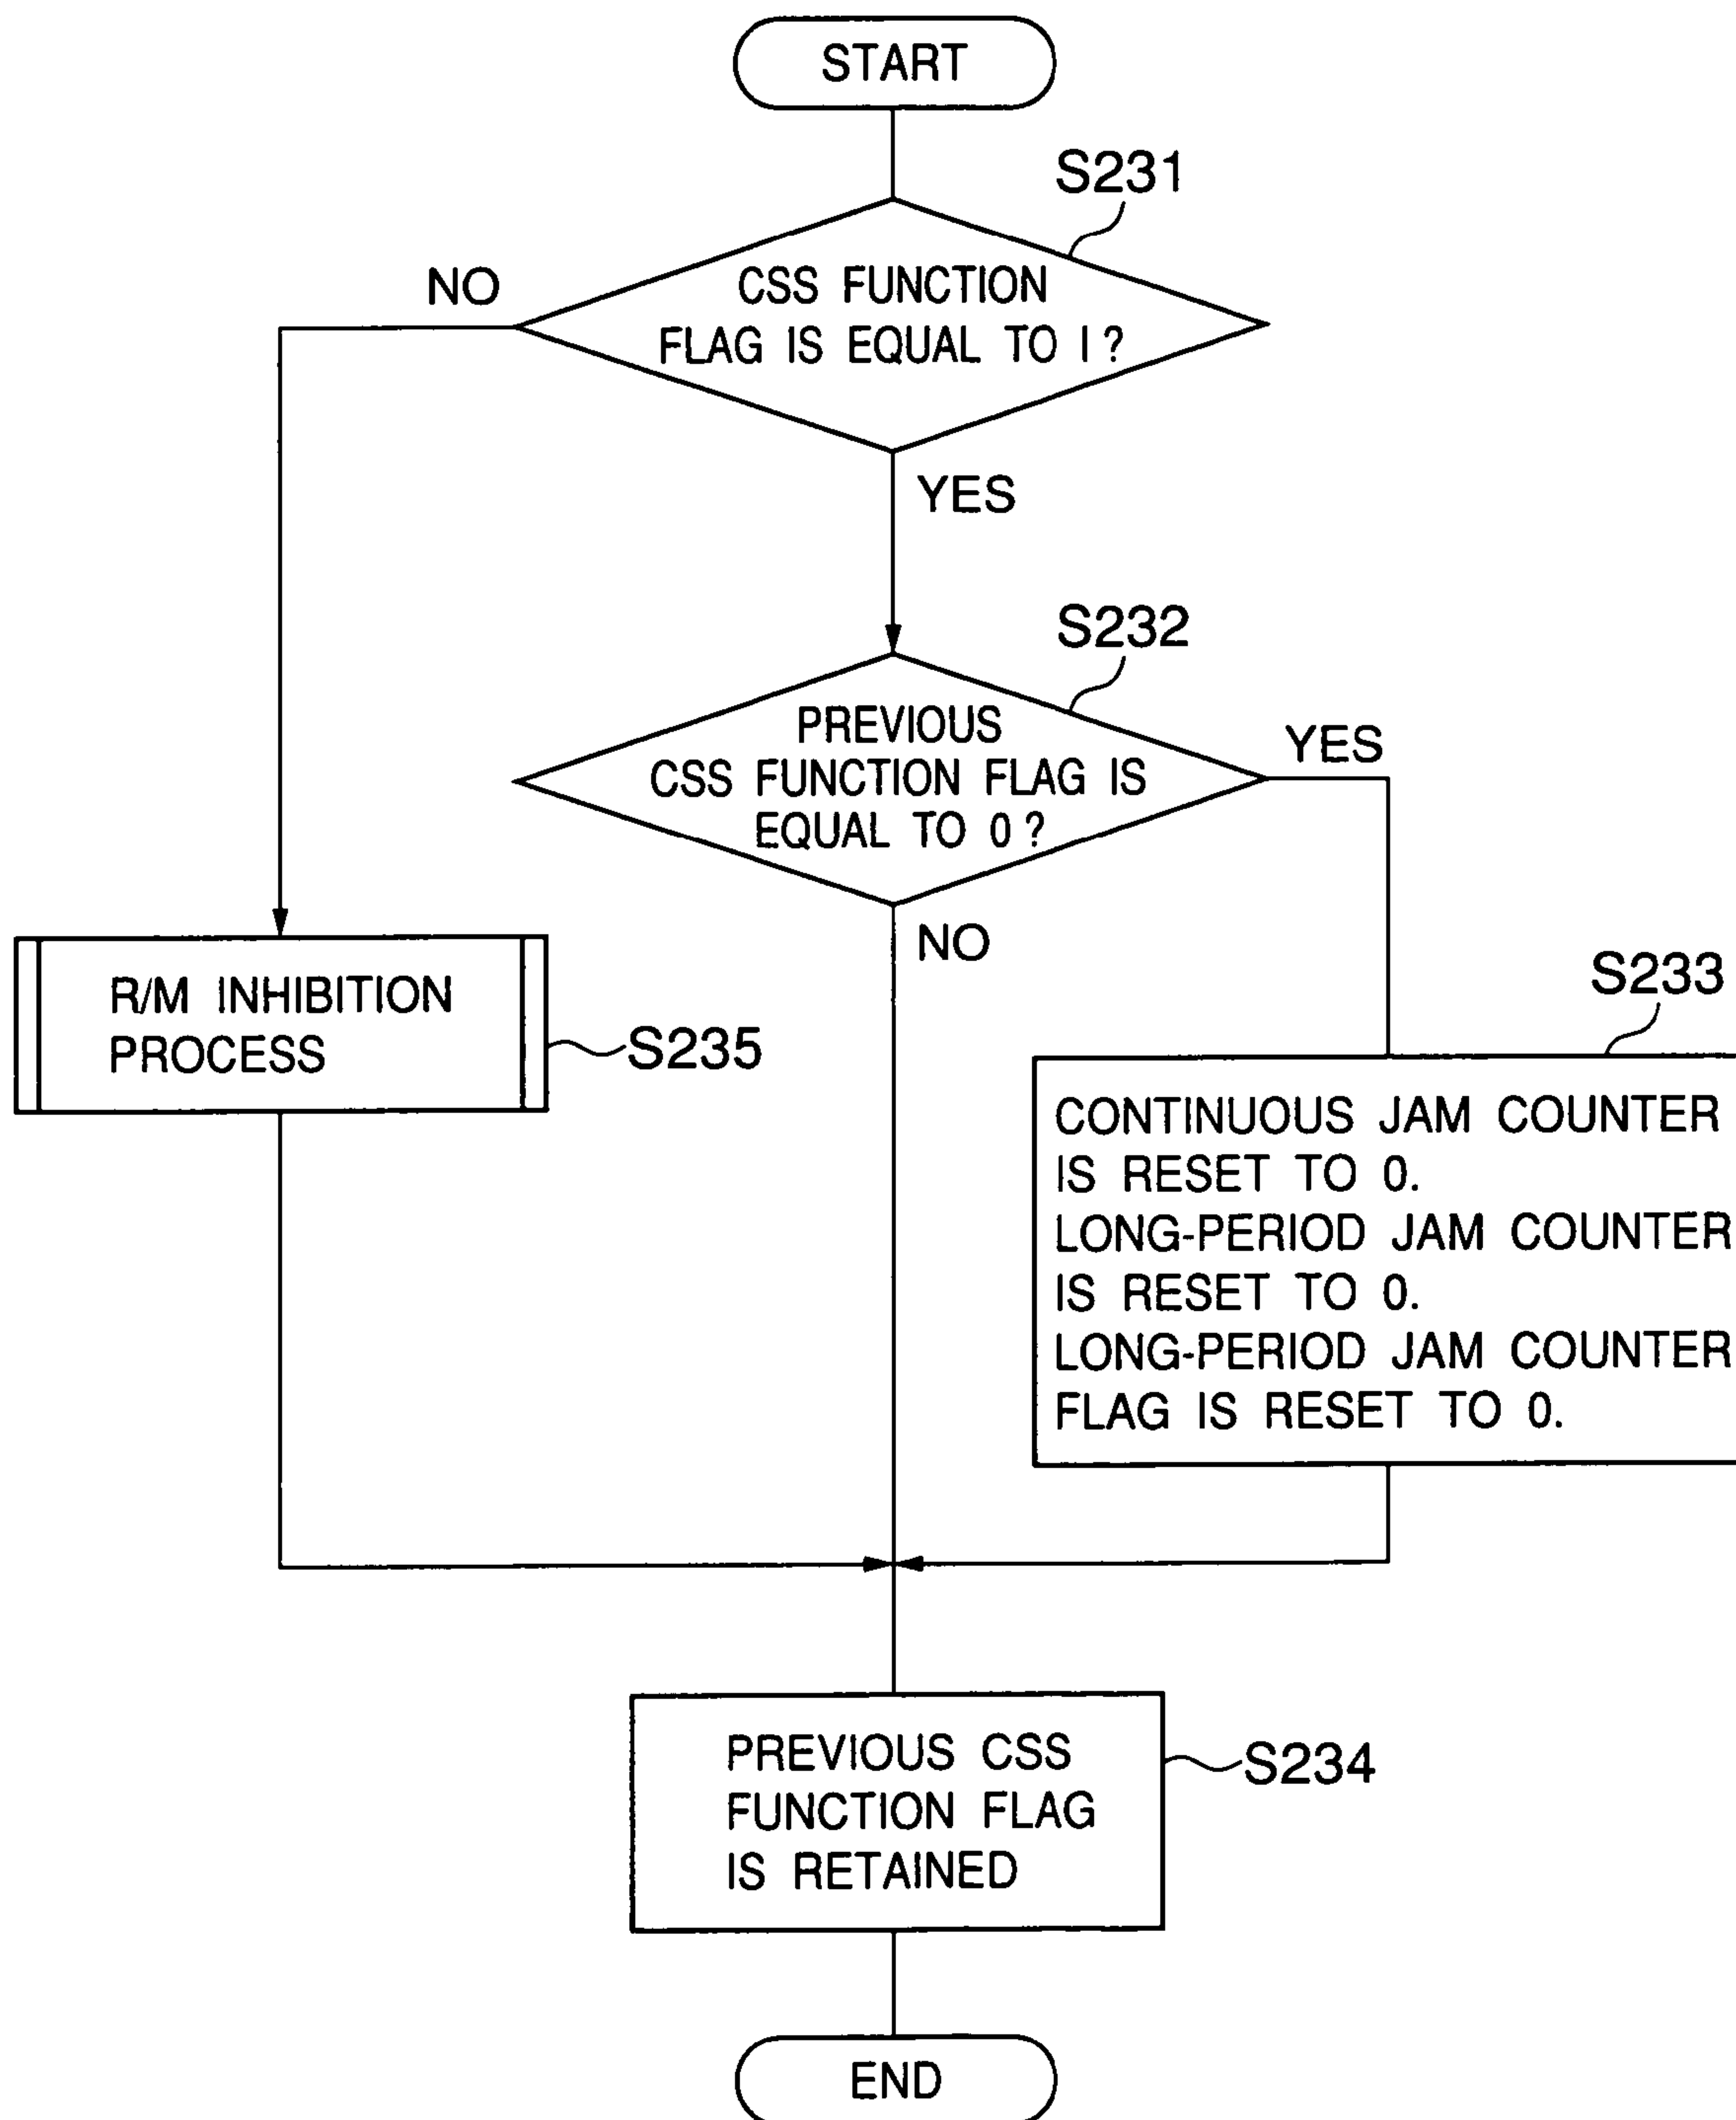 START
S231
NO
CSS FUNCTION
FLAG IS EQUAL TO 1?
YES
S232
PREVIOUS
CSS FUNCTION FLAG IS
EQUAL TO 0?
YES
NO
S233
R/M INHIBITION
PROCESS
S235
CONTINUOUS JAM COUNTER
IS RESET TO 0.
LONG-PERIOD JAM COUNTER
IS RESET TO 0.
LONG-PERIOD JAM COUNTER
FLAG IS RESET TO 0.
PREVIOUS CSS
FUNCTION FLAG
IS RETAINED
S234
END